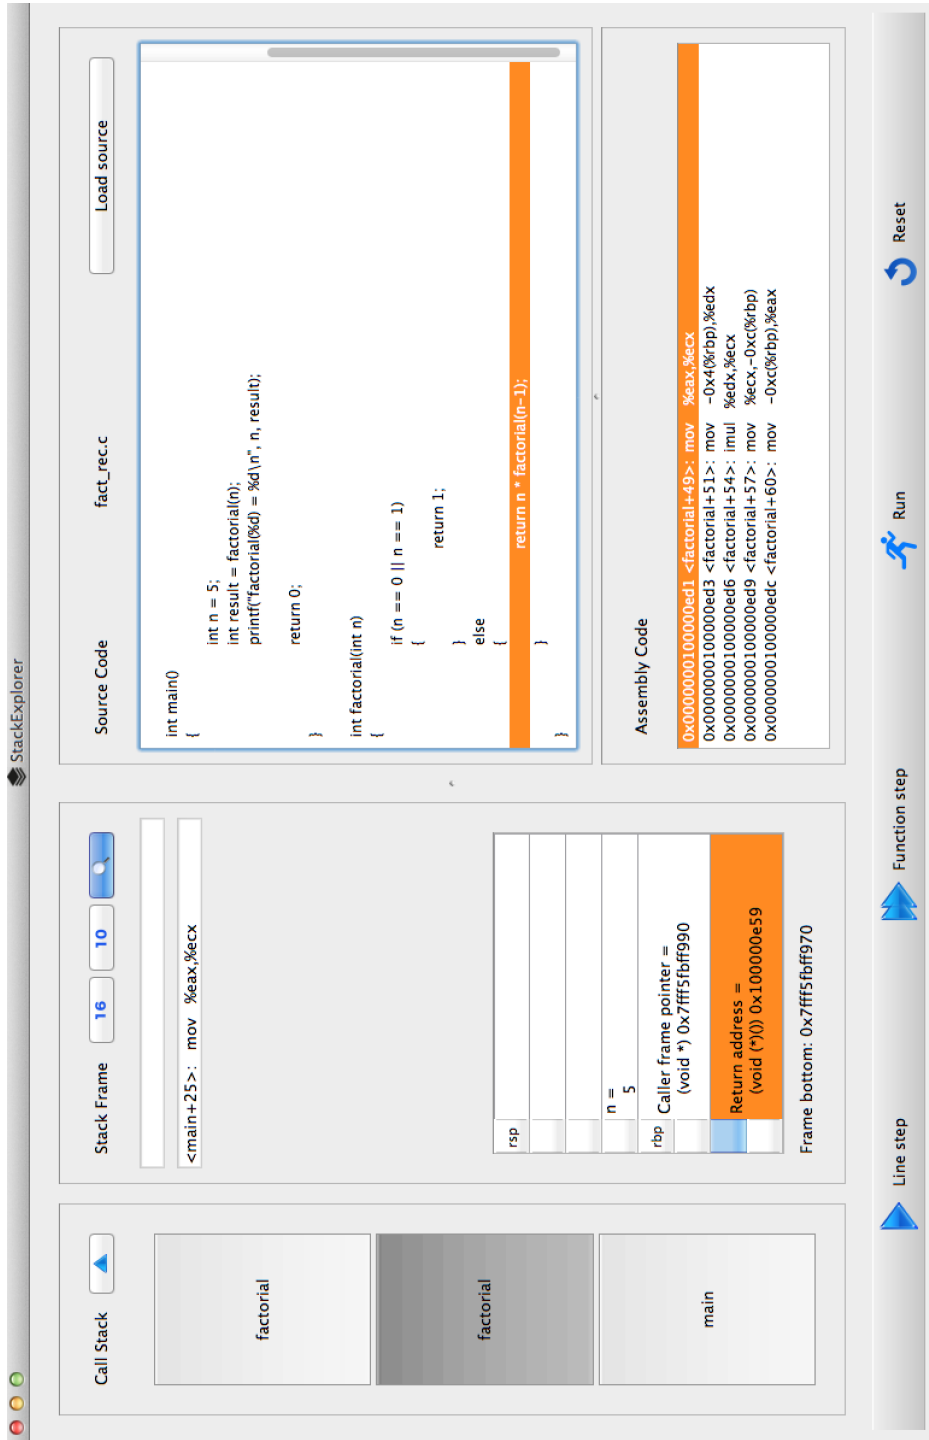 StackExplorer
Call Stack
factorial
factorial
main
Stack Frame
16
10
<main+25>: mov %eax,%ecx
rsp
n =
5
rbp
Caller frame pointer =
(void *) 0x7fff5fbff990
Return address =
(void (*)()) 0x100000e59
Frame bottom: 0x7fff5fbff970
Source Code
fact_rec.c
Load source
int main()
{
int n = 5;
int result = factorial(n);
printf("factorial(%d) = %d\n", n, result);
return 0;
}
int factorial(int n)
{
if (n == 0 || n == 1)
{
return 1;
}
else
{
return n * factorial(n-1);
}
}
Assembly Code
0x0000000100000ed1 <factorial+49>: mov %eax,%ecx
0x0000000100000ed3 <factorial+51>: mov -0x4(%rbp),%edx
0x0000000100000ed6 <factorial+54>: imul %edx,%ecx
0x0000000100000ed9 <factorial+57>: mov %ecx,-0xc(%rbp)
0x0000000100000edc <factorial+60>: mov -0xc(%rbp),%eax
Line step
Function step
Run
Reset